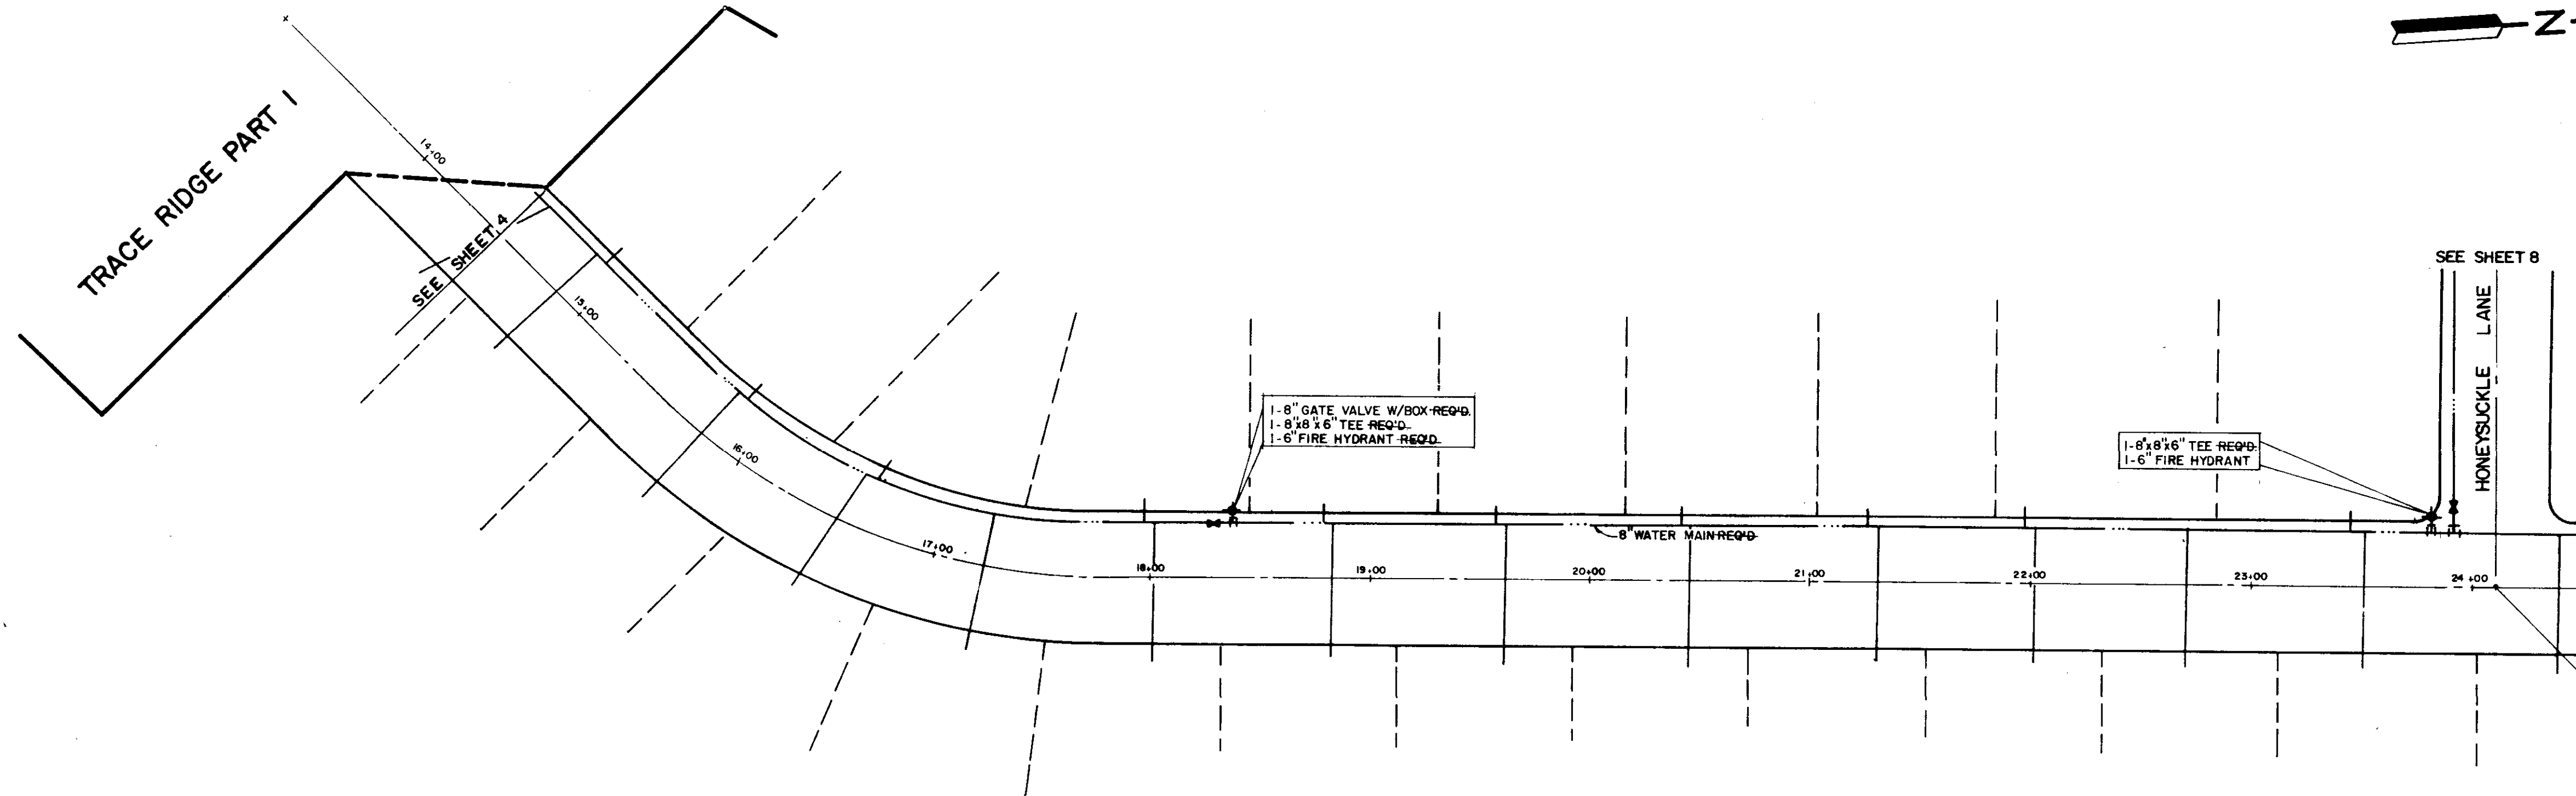 N
TRACE RIDGE PART 1
14+00
SEE SHEET 4
15+00
16+00
17+00
1-8" GATE VALVE W/BOX REQ'D.
1-8"x8"x6" TEE REQ'D.
1-6" FIRE HYDRANT REQ'D.
8" WATER MAIN REQ'D
18+00
19+00
20+00
21+00
22+00
23+00
24+00
1-8"x8"x6" TEE REQ'D.
1-6" FIRE HYDRANT
SEE SHEET 8
HONEYSUCKLE LANE